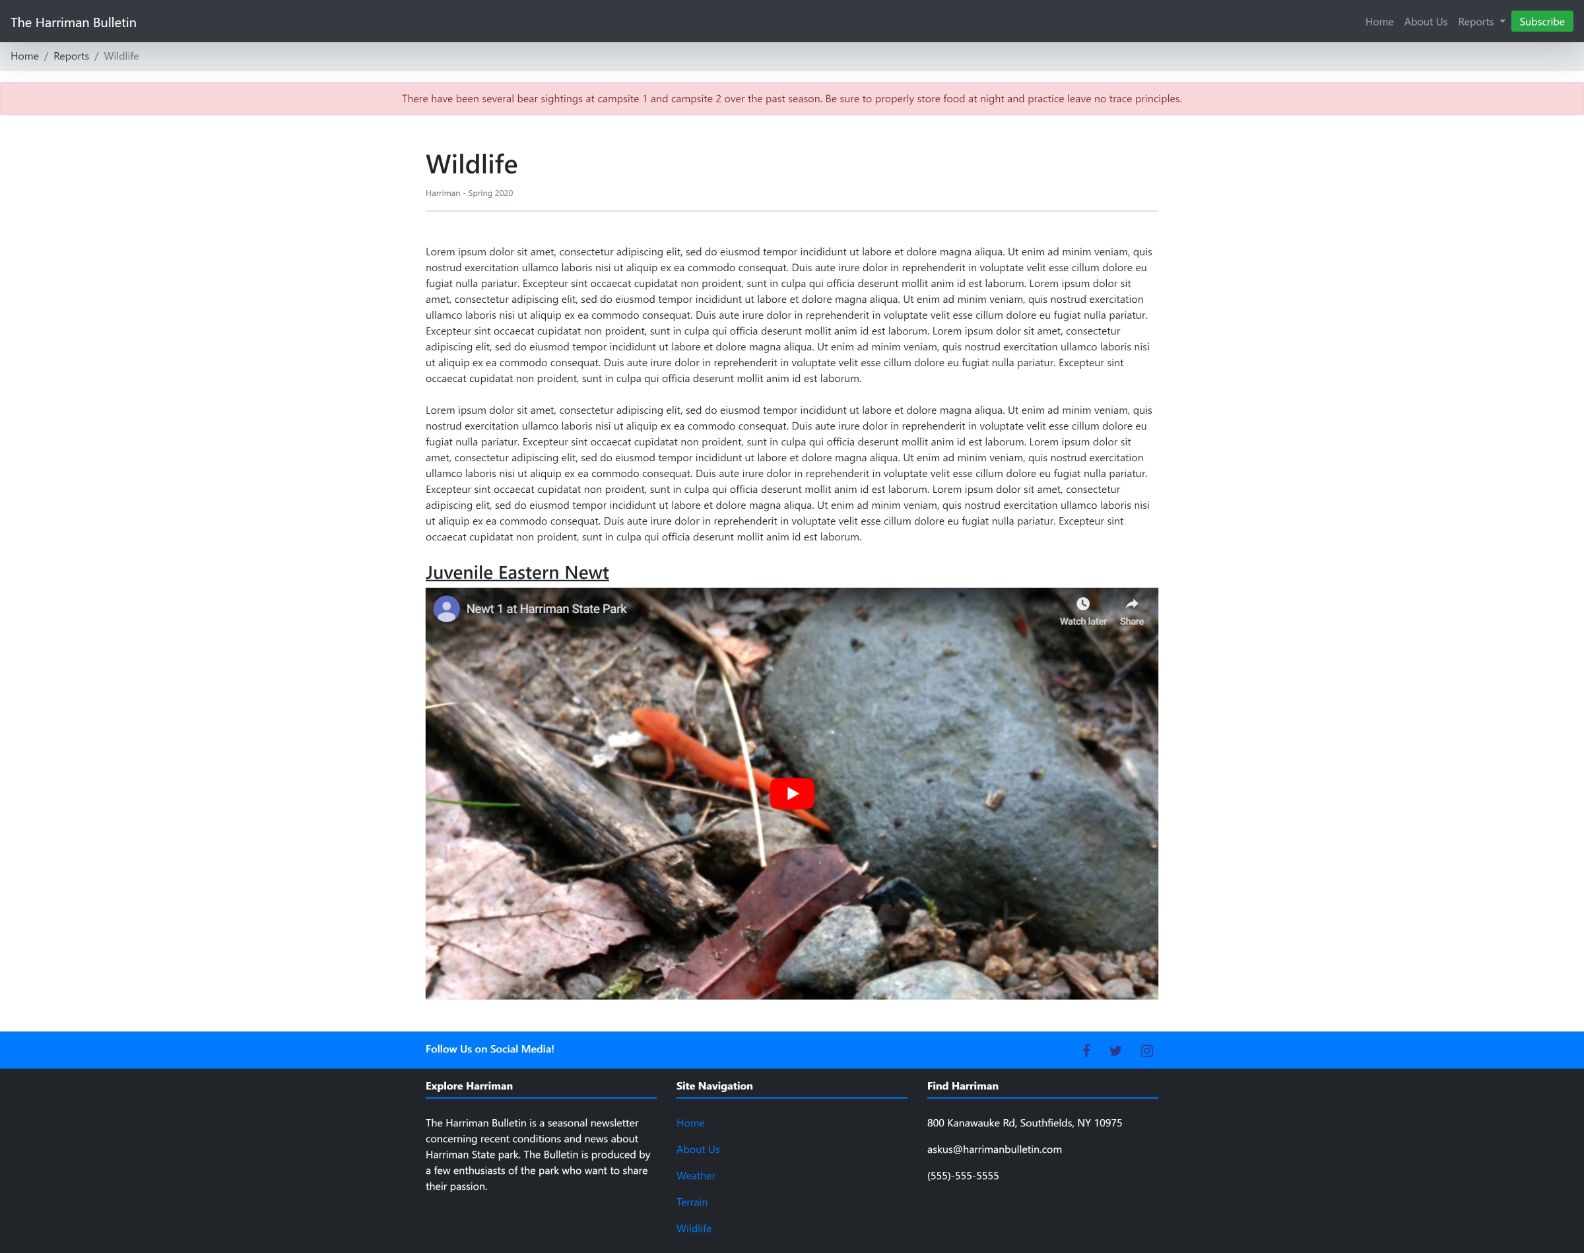 The Harriman Bulletin
Home About Us Reports Subscribe
Home / Reports / Wildlife
There have been several bear sightings at campsite 1 and campsite 2 over the past season. Be sure to properly store food at night and practice leave no trace principles.
Wildlife
Harriman - Spring 2020
Lorem ipsum dolor sit amet, consectetur adipiscing elit, sed do eiusmod tempor incididunt ut labore et dolore magna aliqua. Ut enim ad minim veniam, quis
nostrud exercitation ullamco laboris nisi ut aliquip ex ea commodo consequat. Duis aute irure dolor in reprehenderit in voluptate velit esse cillum dolore eu
fugiat nulla pariatur. Excepteur sint occaecat cupidatat non proident, sunt in culpa qui officia deserunt mollit anim id est laborum. Lorem ipsum dolor sit
amet, consectetur adipiscing elit, sed do eiusmod tempor incididunt ut labore et dolore magna aliqua. Ut enim ad minim veniam, quis nostrud exercitation
ullamco laboris nisi ut aliquip ex ea commodo consequat. Duis aute irure dolor in reprehenderit in voluptate velit esse cillum dolore eu fugiat nulla pariatur.
Excepteur sint occaecat cupidatat non proident, sunt in culpa qui officia deserunt mollit anim id est laborum. Lorem ipsum dolor sit amet, consectetur
adipiscing elit, sed do eiusmod tempor incididunt ut labore et dolore magna aliqua. Ut enim ad minim veniam, quis nostrud exercitation ullamco laboris nisi
ut aliquip ex ea commodo consequat. Duis aute irure dolor in reprehenderit in voluptate velit esse cillum dolore eu fugiat nulla pariatur. Excepteur sint
occaecat cupidatat non proident, sunt in culpa qui officia deserunt mollit anim id est laborum.
Lorem ipsum dolor sit amet, consectetur adipiscing elit, sed do eiusmod tempor incididunt ut labore et dolore magna aliqua. Ut enim ad minim veniam, quis
nostrud exercitation ullamco laboris nisi ut aliquip ex ea commodo consequat. Duis aute irure dolor in reprehenderit in voluptate velit esse cillum dolore eu
fugiat nulla pariatur. Excepteur sint occaecat cupidatat non proident, sunt in culpa qui officia deserunt mollit anim id est laborum. Lorem ipsum dolor sit
amet, consectetur adipiscing elit, sed do eiusmod tempor incididunt ut labore et dolore magna aliqua. Ut enim ad minim veniam, quis nostrud exercitation
ullamco laboris nisi ut aliquip ex ea commodo consequat. Duis aute irure dolor in reprehenderit in voluptate velit esse cillum dolore eu fugiat nulla pariatur.
Excepteur sint occaecat cupidatat non proident, sunt in culpa qui officia deserunt mollit anim id est laborum. Lorem ipsum dolor sit amet, consectetur
adipiscing elit, sed do eiusmod tempor incididunt ut labore et dolore magna aliqua. Ut enim ad minim veniam, quis nostrud exercitation ullamco laboris nisi
ut aliquip ex ea commodo consequat. Duis aute irure dolor in reprehenderit in voluptate velit esse cillum dolore eu fugiat nulla pariatur. Excepteur sint
occaecat cupidatat non proident, sunt in culpa qui officia deserunt mollit anim id est laborum.
Juvenile Eastern Newt
Newt 1 at Harriman State Park
Watch later Share
Follow Us on Social Media!
Explore Harriman
The Harriman Bulletin is a seasonal newsletter
concerning recent conditions and news about
Harriman State park. The Bulletin is produced by
a few enthusiasts of the park who want to share
their passion.
Site Navigation
Home
About Us
Weather
Terrain
Wildlife
Find Harriman
800 Kanawauke Rd, Southfields, NY 10975
askus@harrimanbulletin.com
(555)-555-5555